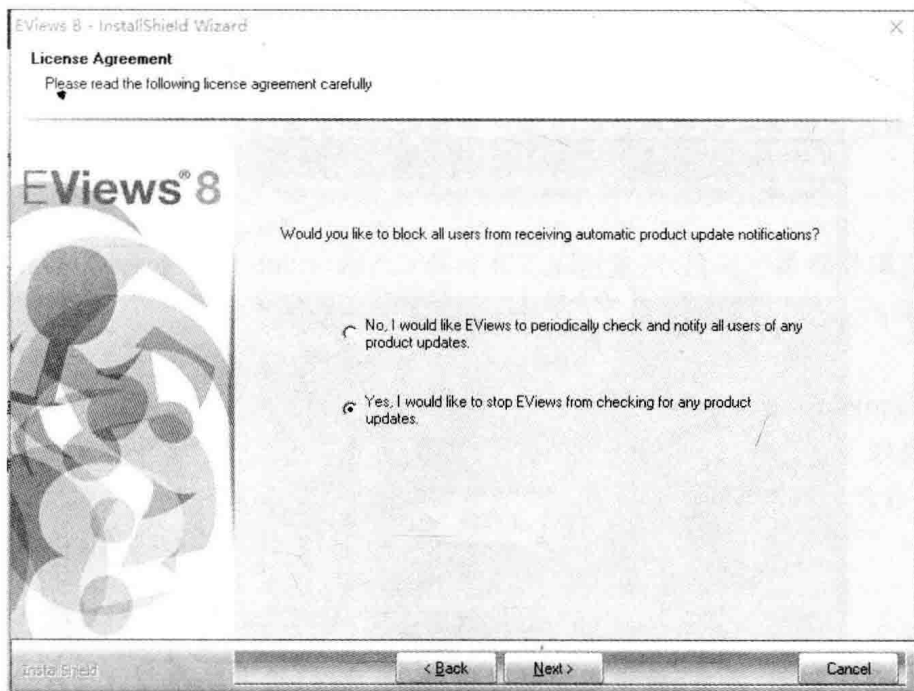 EViews 8 - InstallShield Wizard
License Agreement
Please read the following license agreement carefully
EViews® 8
Would you like to block all users from receiving automatic product update notifications?
No, I would like EViews to periodically check and notify all users of any
product updates.
Yes, I would like to stop EViews from checking for any product
updates.
InstallShield
< Back
Next >
Cancel